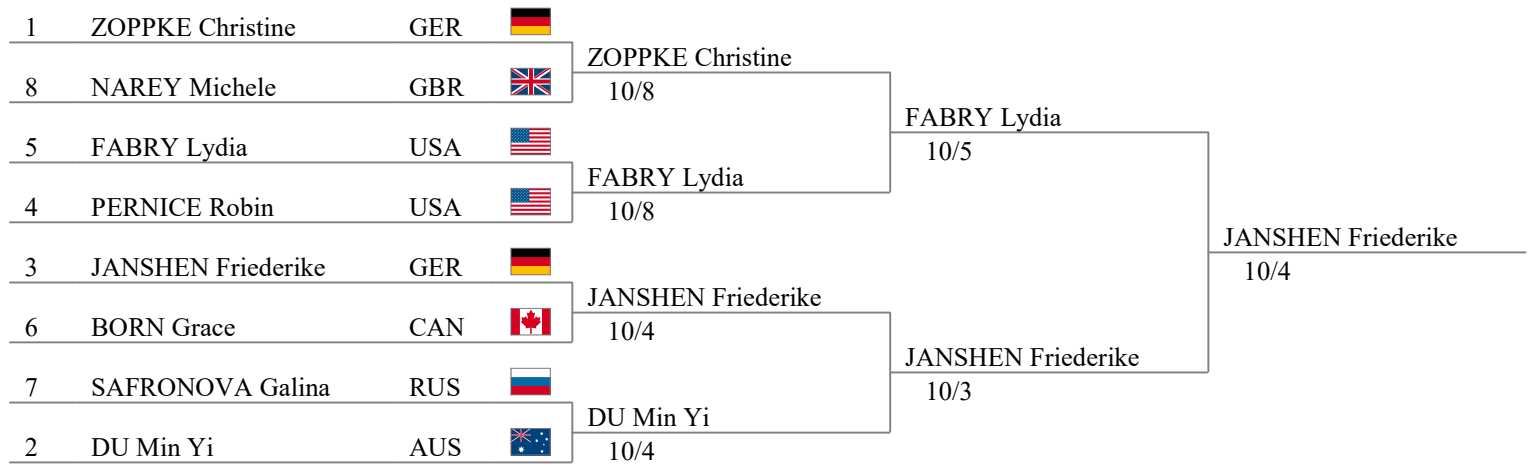 1 ZOPPKE Christine GER
8 NAREY Michele GBR
5 FABRY Lydia USA
4 PERNICE Robin USA
3 JANSHEN Friederike GER
6 BORN Grace CAN
7 SAFRONOVA Galina RUS
2 DU Min Yi AUS
ZOPPKE Christine
10/8
FABRY Lydia
10/8
JANSHEN Friederike
10/4
DU Min Yi
10/4
FABRY Lydia
10/5
JANSHEN Friederike
10/3
JANSHEN Friederike
10/4